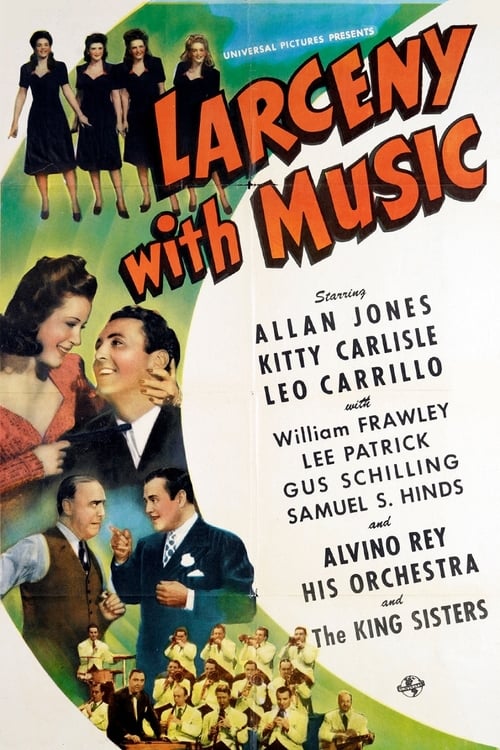 UNIVERSAL PICTURES PRESENTS
LARCENY
with MUSIC
Starring
ALLAN JONES
KITTY CARLISLE
LEO CARRILLO
with
William FRAWLEY
LEE PATRICK
GUS SCHILLING
SAMUEL S. HINDS
and
ALVINO REY
HIS ORCHESTRA
and
The KING SISTERS